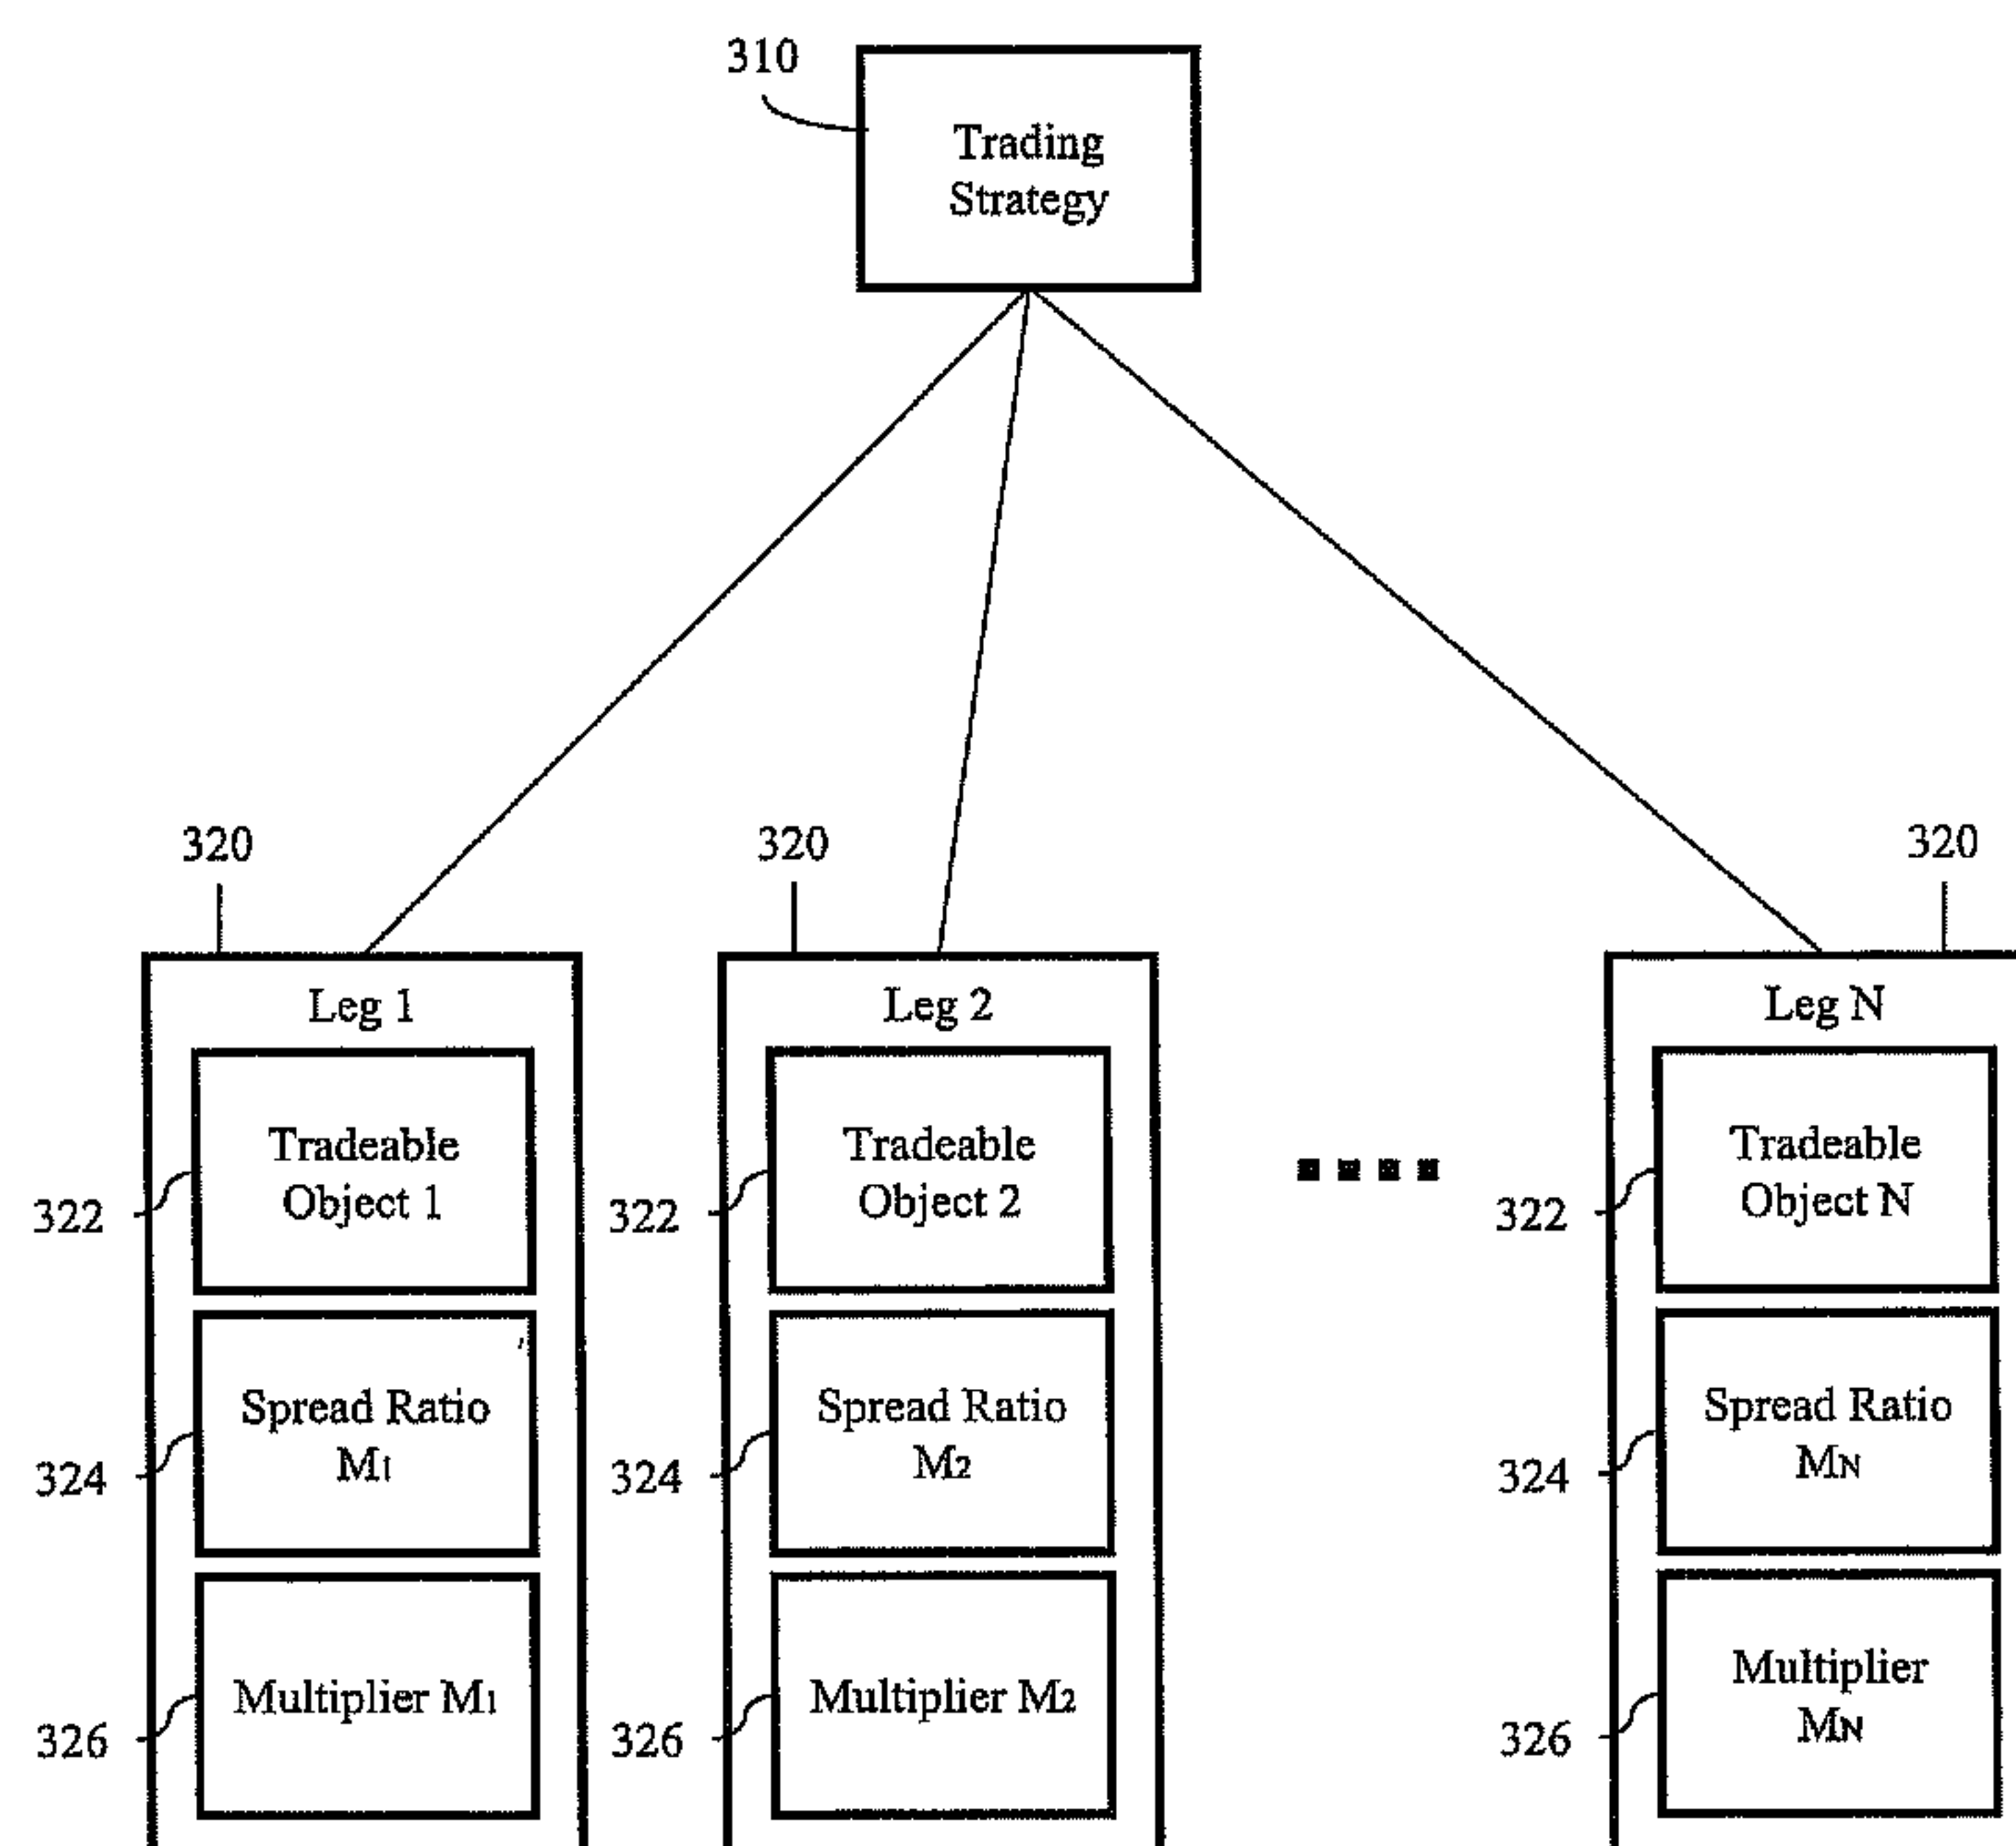 310
Trading
Strategy
320
320
320
Leg 1
Leg 2
Leg N
Tradeable
Object 1
322
Tradeable
Object 2
322
Tradeable
Object N
322
Spread Ratio
M1
324
Spread Ratio
M2
324
Spread Ratio
MN
324
Multiplier M1
326
Multiplier M2
326
Multiplier
MN
326